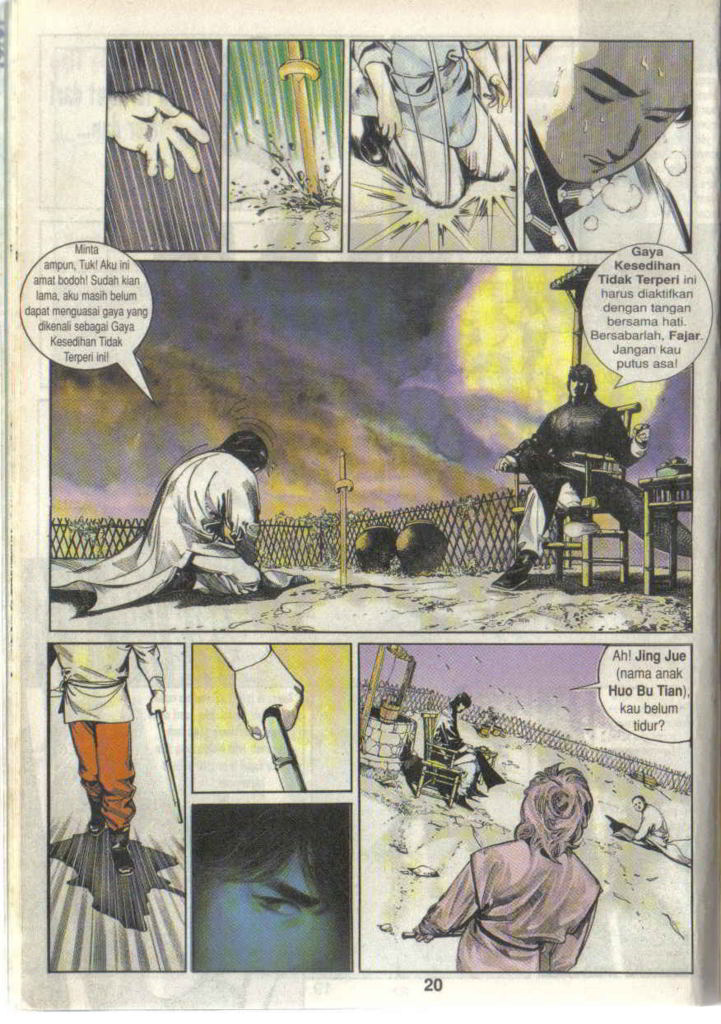 Minta
ampun, Tuk! Aku ini
amat bodoh! Sudah kian
lama, aku masih belum
dapat menguasai gaya yang
dikenali sebagai Gaya
Kesedihan Tidak
Terperi ini!
Gaya
Kesedihan
Tidak Terperi ini
harus diaktifkan
dengan tangan
bersama hati.
Bersabarlah, Fajar.
Jangan kau
putus asa!
Ah! Jing Jue
(nama anak
Huo Bu Tian),
kau belum
tidur?
20